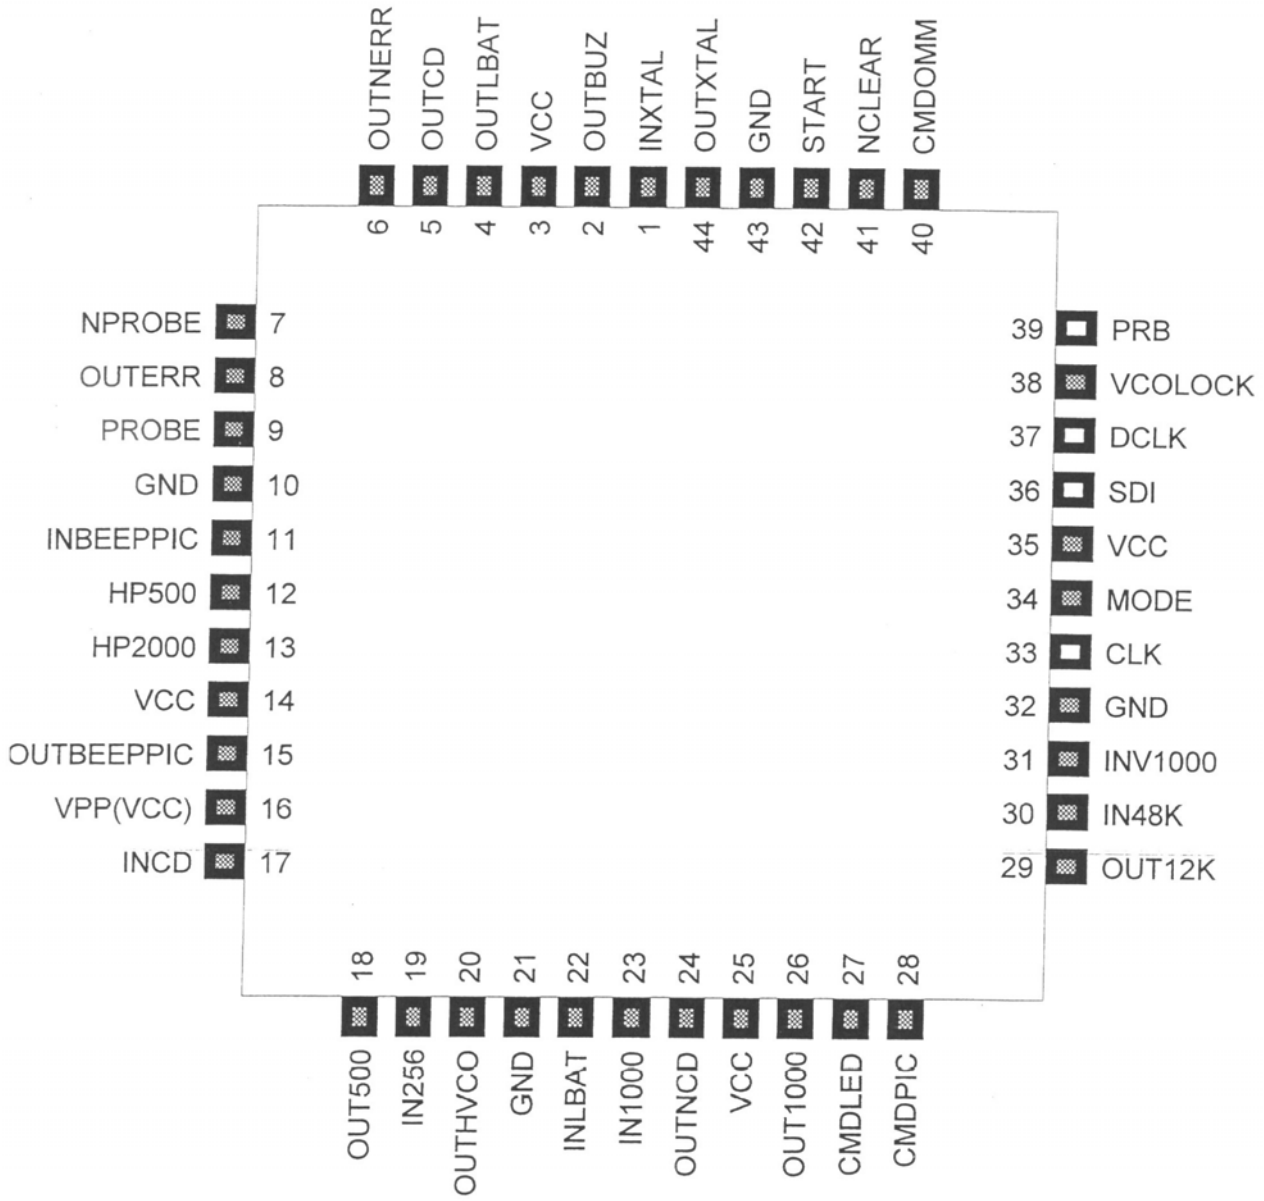 OUTNERR
OUTCD
OUTLBAT
VCC
OUTBUZ
INXTAL
OUTXTAL
GND
START
NCLEAR
CMDOMM
6
5
4
3
2
1
44
43
42
41
40
NPROBE 7
OUTERR 8
PROBE 9
GND 10
INBEEPPIC 11
HP500 12
HP2000 13
VCC 14
OUTBEEPPIC 15
VPP(VCC) 16
INCD 17
39 PRB
38 VCOLOCK
37 DCLK
36 SDI
35 VCC
34 MODE
33 CLK
32 GND
31 INV1000
30 IN48K
29 OUT12K
18
19
20
21
22
23
24
25
26
27
28
OUT500
IN256
OUTHVCO
GND
INLBAT
IN1000
OUTNCD
VCC
OUT1000
CMDLED
CMDPIC